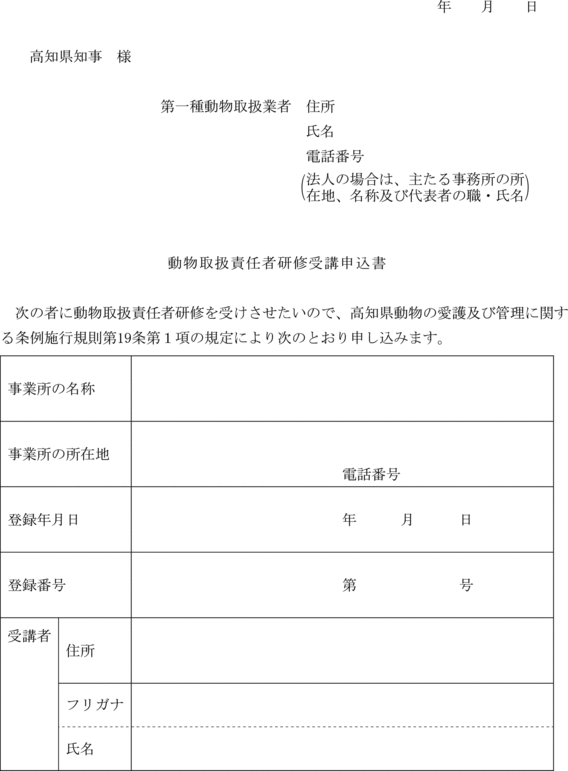 年　　月　　日
高知県知事　様
第一種動物取扱業者　住所
氏名
電話番号
(法人の場合は、主たる事務所の所
在地、名称及び代表者の職・氏名)
動物取扱責任者研修受講申込書
次の者に動物取扱責任者研修を受けさせたいので、高知県動物の愛護及び管理に関す
る条例施行規則第19条第１項の規定により次のとおり申し込みます。
事業所の名称
事業所の所在地
電話番号
登録年月日　年　　月　　日
登録番号　第　　号
受講者
住所
フリガナ
氏名